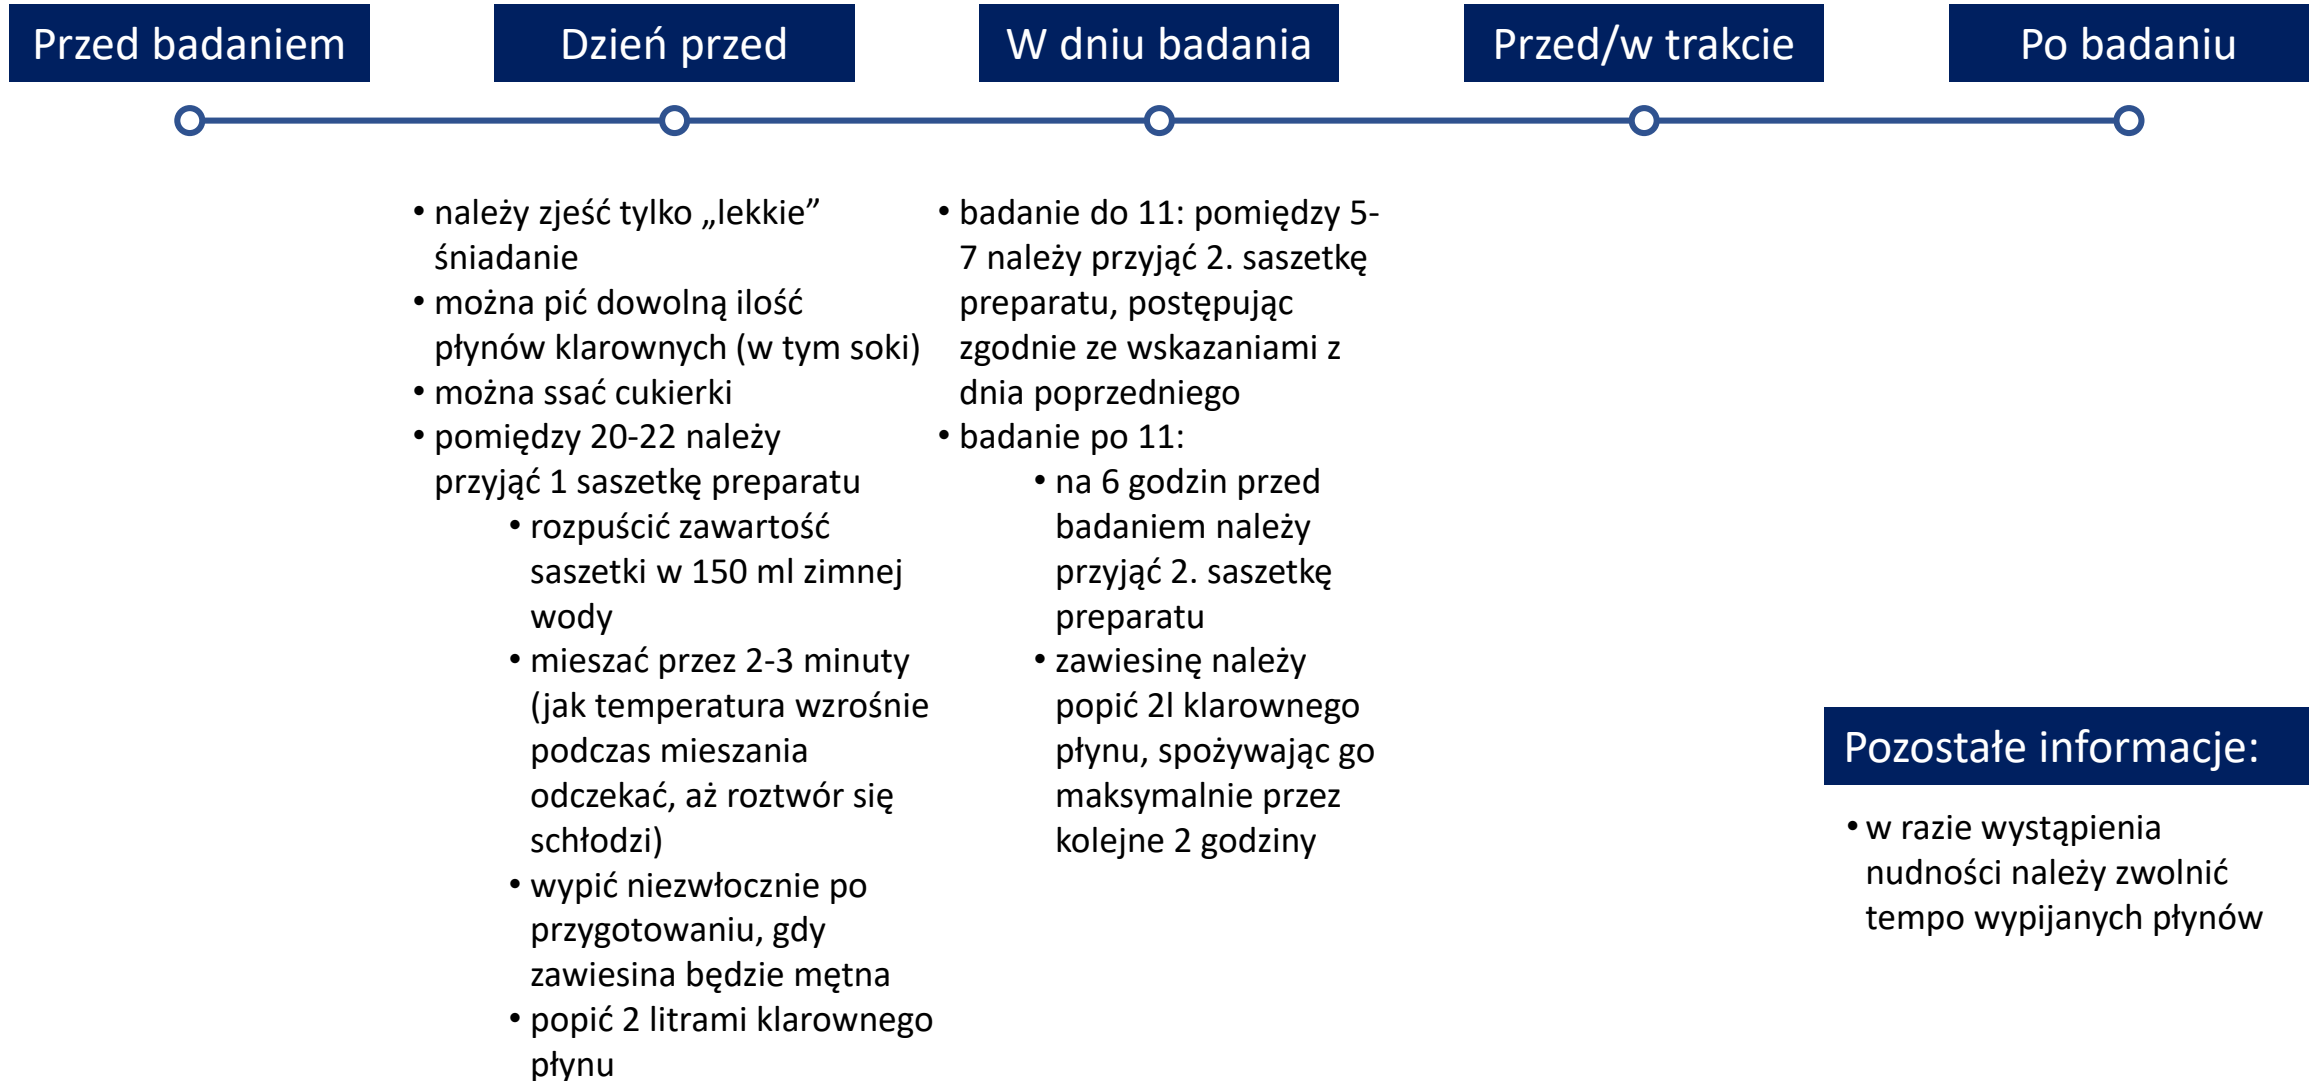 Przed badaniem
Dzień przed
W dniu badania
Przed/w trakcie
Po badaniu
• należy zjeść tylko „lekkie”
śniadanie
• można pić dowolną ilość
płynów klarownych (w tym soki)
• można ssać cukierki
• pomiędzy 20-22 należy
przyjąć 1 saszetkę preparatu
• rozpuścić zawartość
saszetki w 150 ml zimnej
wody
• mieszać przez 2-3 minuty
(jak temperatura wzrośnie
podczas mieszania
odczekać, aż roztwór się
schłodzi)
• wypić niezwłocznie po
przygotowaniu, gdy
zawiesina będzie mętna
• popić 2 litrami klarownego
płynu
• badanie do 11: pomiędzy 5-
7 należy przyjąć 2. saszetkę
preparatu, postępując
zgodnie ze wskazaniami z
dnia poprzedniego
• badanie po 11:
• na 6 godzin przed
badaniem należy
przyjąć 2. saszetkę
preparatu
• zawiesinę należy
popić 2l klarownego
płynu, spożywając go
maksymalnie przez
kolejne 2 godziny
Pozostałe informacje:
• w razie wystąpienia
nudności należy zwolnić
tempo wypijanych płynów